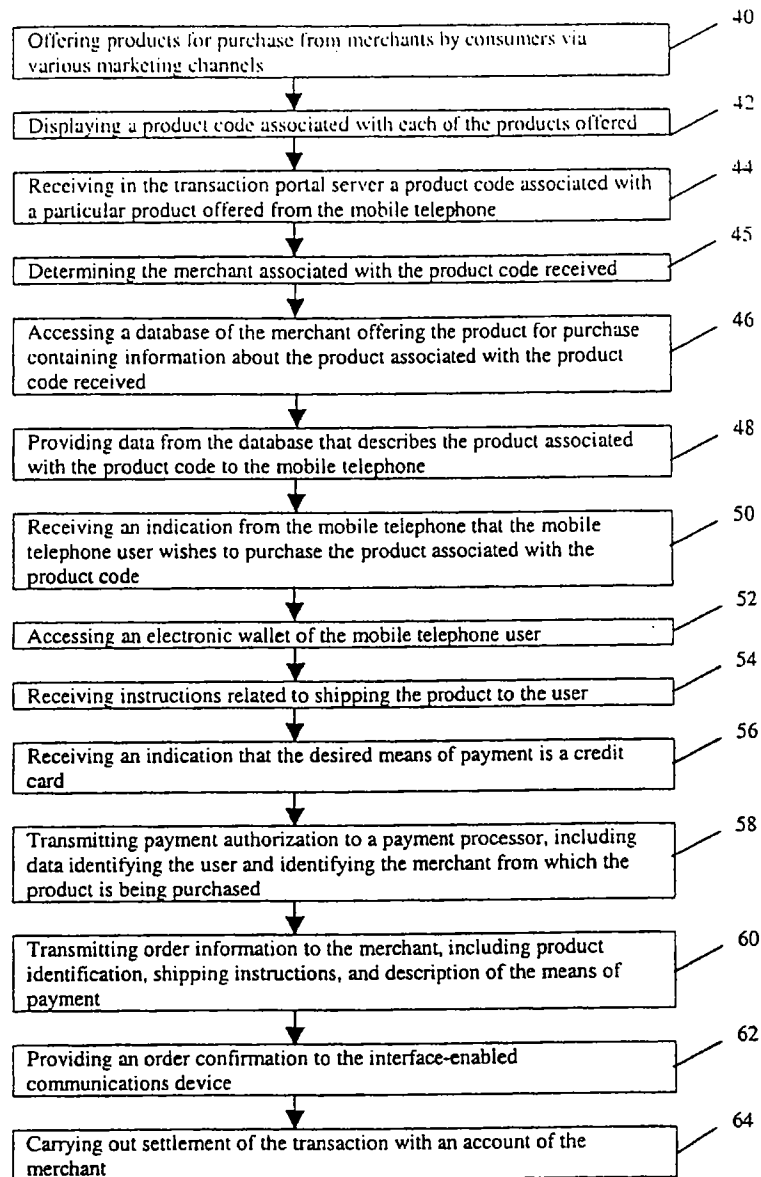 40
Offering products for purchase from merchants by consumers via
various marketing channels
42
Displaying a product code associated with each of the products offered
44
Receiving in the transaction portal server a product code associated with
a particular product offered from the mobile telephone
45
Determining the merchant associated with the product code received
46
Accessing a database of the merchant offering the product for purchase
containing information about the product associated with the product
code received
48
Providing data from the database that describes the product associated
with the product code to the mobile telephone
50
Receiving an indication from the mobile telephone that the mobile
telephone user wishes to purchase the product associated with the
product code
52
Accessing an electronic wallet of the mobile telephone user
54
Receiving instructions related to shipping the product to the user
56
Receiving an indication that the desired means of payment is a credit
card
58
Transmitting payment authorization to a payment processor, including
data identifying the user and identifying the merchant from which the
product is being purchased
60
Transmitting order information to the merchant, including product
identification, shipping instructions, and description of the means of
payment
62
Providing an order confirmation to the interface-enabled
communications device
64
Carrying out settlement of the transaction with an account of the
merchant